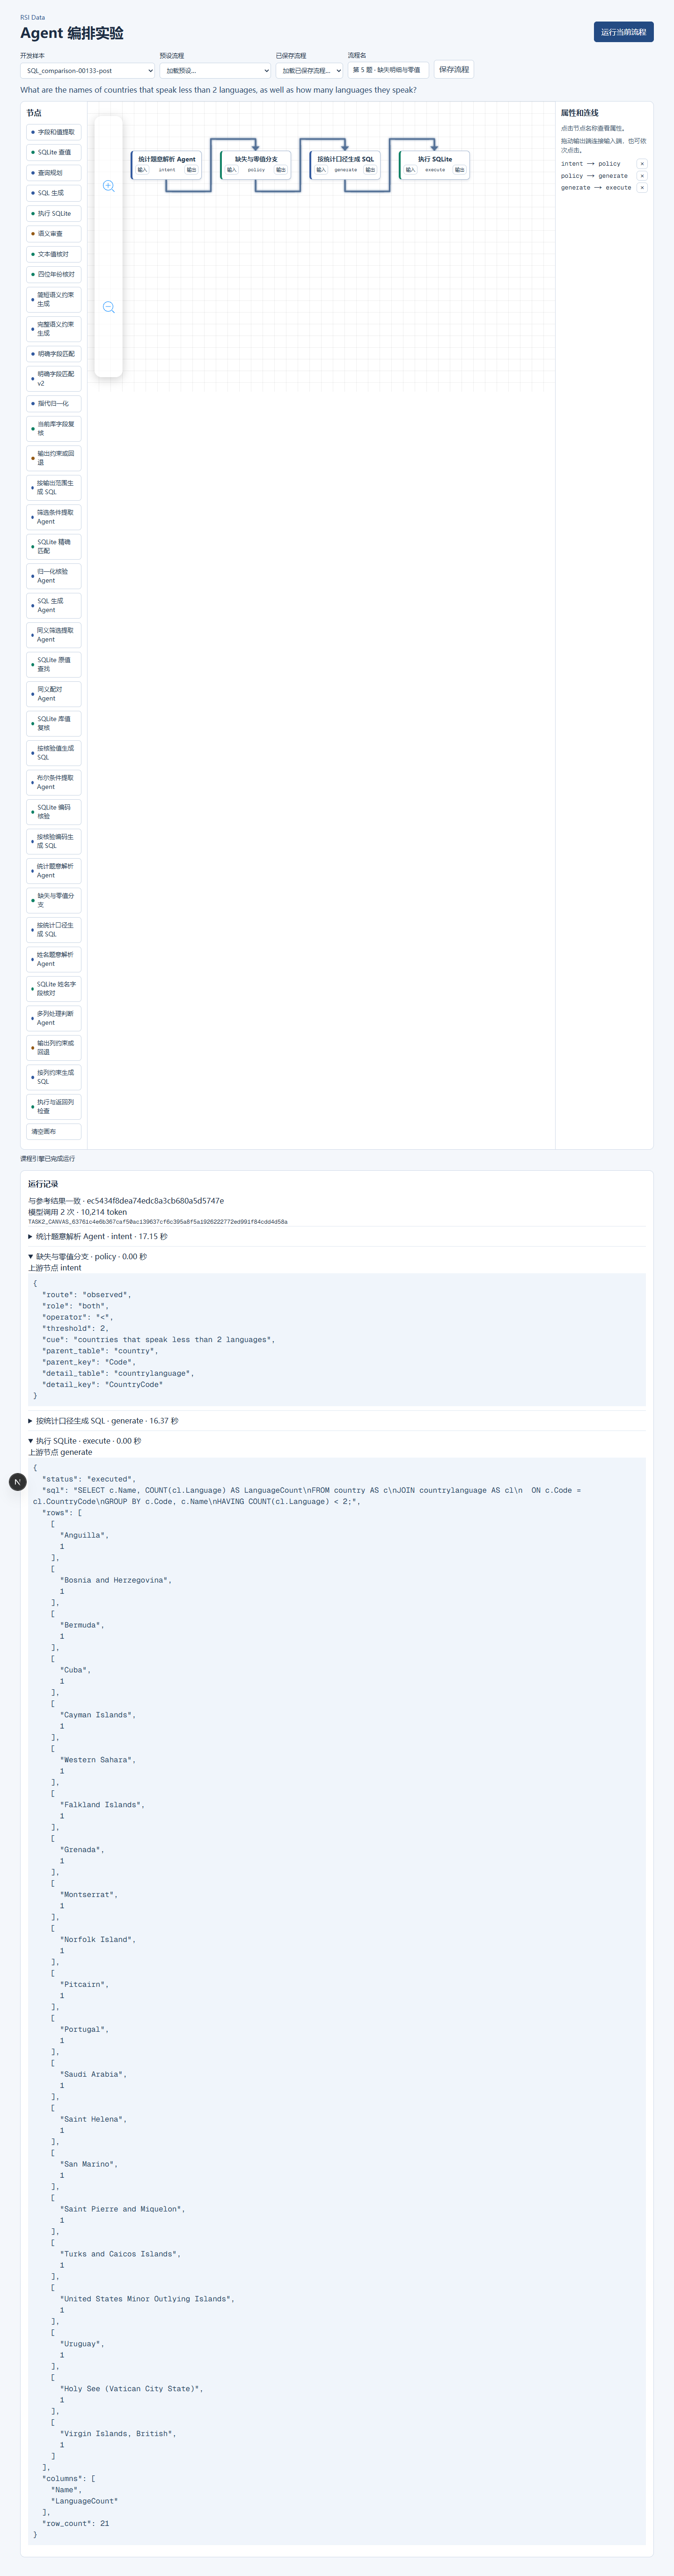 RSI Data
Agent 编排实验
运行当前流程
开发样本
预设流程
已保存流程
流程名
SQL_comparison-00133-post
加载预设...
加载已保存流程...
第 5 题 · 缺失明细与零值
保存流程
What are the names of countries that speak less than 2 languages, as well as how many languages they speak?
节点
字段和值提取
SQLite 查值
查询规划
SQL 生成
执行 SQLite
语义审查
文本值核对
四位年份核对
简短语义约束
生成
完整语义约束
生成
明确字段匹配
明确字段匹配
v2
指代归一化
当前库字段复
核
输出约束或回
退
按输出范围生
成 SQL
筛选条件提取
Agent
SQLite 精确
匹配
归一化核验
Agent
SQL 生成
Agent
同义筛选提取
Agent
SQLite 原值
查找
同义配对
Agent
SQLite 库值
复核
按核验值生成
SQL
布尔条件提取
Agent
SQLite 编码
核验
按核验编码生
成 SQL
统计题意解析
Agent
缺失与零值分
支
按统计口径生
成 SQL
姓名题意解析
Agent
SQLite 姓名字
段核对
多列处理判断
Agent
输出列约束或
回退
按列约束生成
SQL
执行与返回列
检查
清空画布
统计题意解析 Agent
输入
intent
输出
缺失与零值分支
输入
policy
输出
按统计口径生成 SQL
输入
generate
输出
执行 SQLite
输入
execute
输出
属性和连线
点击节点名称查看属性。
拖动输出端连接输入端，也可依
次点击。
intent ⟶ policy ×
policy ⟶ generate ×
generate ⟶ execute ×
课程引擎已完成运行
运行记录
与参考结果一致 · ec5434f8dea74edc8a3cb680a5d5747e
模型调用 2 次 · 10,214 token
▶ 统计题意解析 Agent · intent · 17.15 秒
▼ 缺失与零值分支 · policy · 0.00 秒
上游节点 intent
{
"route": "observed",
"role": "both",
"operator": "<",
"threshold": 2,
"cue": "countries that speak less than 2 languages",
"parent_table": "country",
"parent_key": "Code",
"detail_table": "countrylanguage",
"detail_key": "CountryCode"
}
▶ 按统计口径生成 SQL · generate · 16.37 秒
▼ 执行 SQLite · execute · 0.00 秒
上游节点 generate
N
{
"status": "executed",
"sql": "SELECT c.Name, COUNT(cl.Language) AS LanguageCount\nFROM country AS c\nJOIN countrylanguage AS cl\n  ON c.Code =
cl.CountryCode\nGROUP BY c.Code, c.Name\nHAVING COUNT(cl.Language) < 2;",
"rows": [
[
"Anguilla",
1
],
[
"Bosnia and Herzegovina",
1
],
[
"Bermuda",
1
],
[
"Cuba",
1
],
[
"Cayman Islands",
1
],
[
"Western Sahara",
1
],
[
"Falkland Islands",
1
],
[
"Grenada",
1
],
[
"Montserrat",
1
],
[
"Norfolk Island",
1
],
[
"Pitcairn",
1
],
[
"Portugal",
1
],
[
"Saudi Arabia",
1
],
[
"Saint Helena",
1
],
[
"San Marino",
1
],
[
"Saint Pierre and Miquelon",
1
],
[
"Turks and Caicos Islands",
1
],
[
"United States Minor Outlying Islands",
1
],
[
"Uruguay",
1
],
[
"Holy See (Vatican City State)",
1
],
[
"Virgin Islands, British",
1
]
],
"columns": [
"Name",
"LanguageCount"
],
"row_count": 21
}